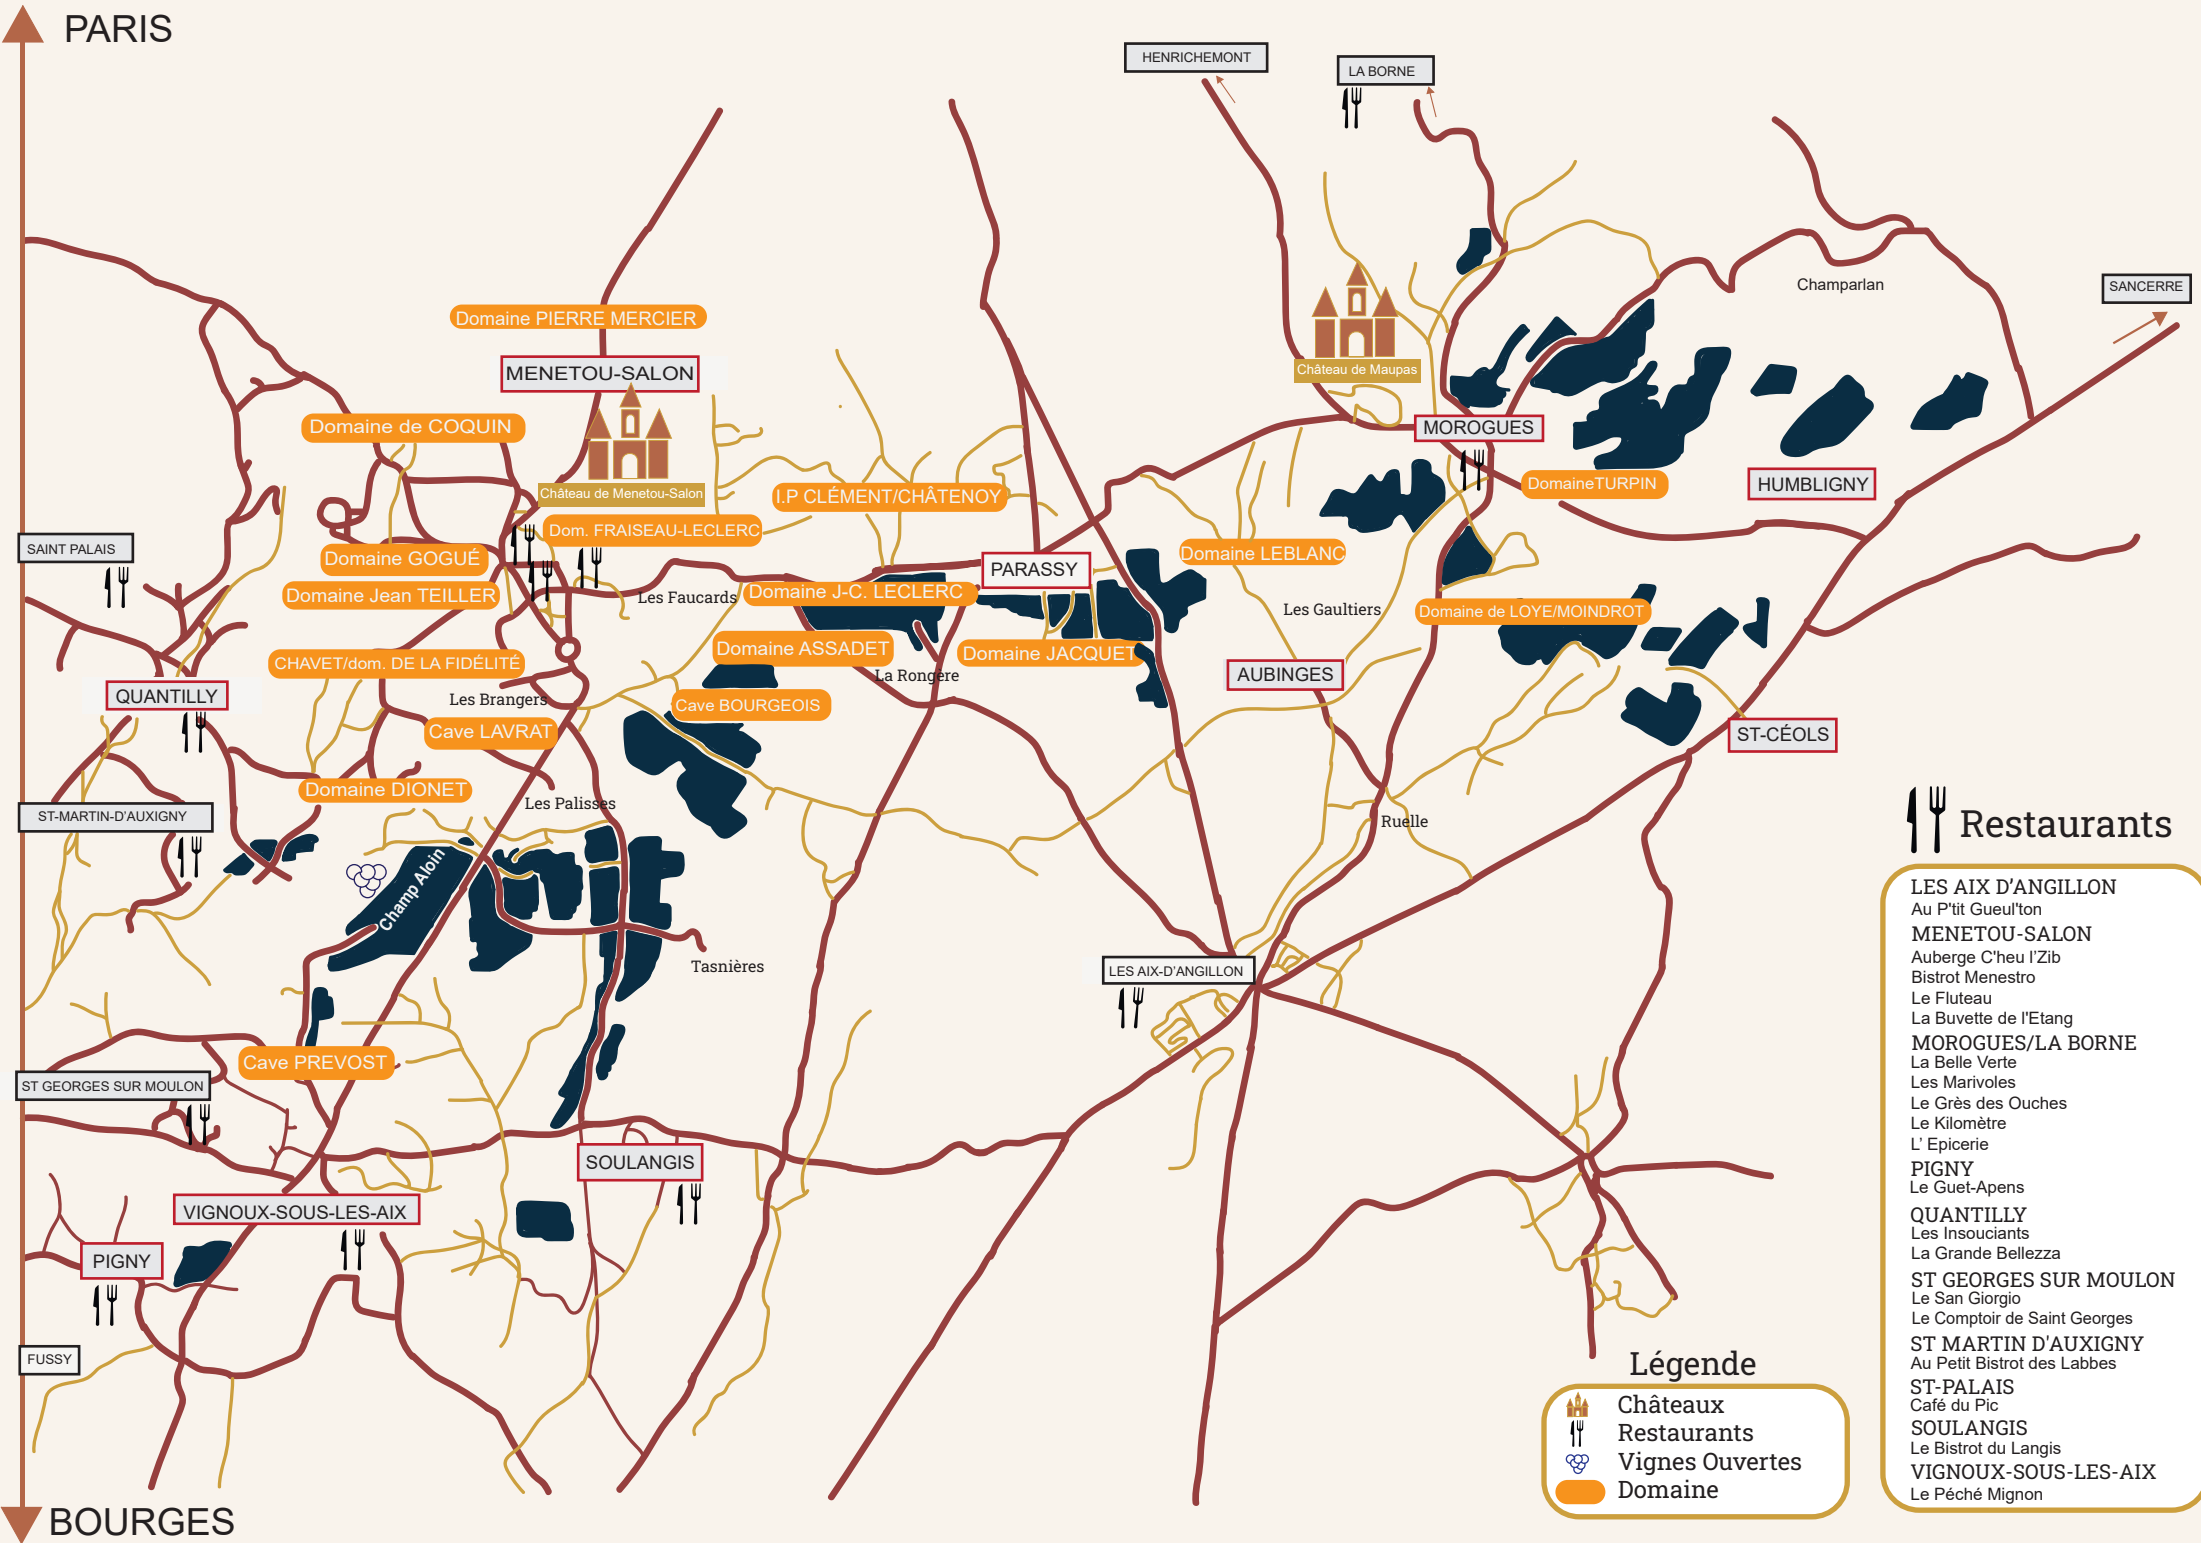 PARIS
HENRICHEMONT
LA BORNE
Champarlan
SANCERRE
Domaine PIERRE MERCIER
MENETOU-SALON
Château de Maupas
Domaine de COQUIN
MOROGUES
Château de Menetou-Salon
I.P CLÉMENT/CHÂTENOY
DomaineTURPIN
HUMBLIGNY
Dom. FRAISEAU-LECLERC
SAINT PALAIS
Domaine GOGUÉ
Domaine LEBLANC
PARASSY
Domaine Jean TEILLER
Les Faucards
Domaine J-C. LECLERC
Les Gaultiers
Domaine de LOYE/MOINDROT
Domaine ASSADET
Domaine JACQUET
CHAVET/dom. DE LA FIDÉLITÉ
La Rongère
AUBINGES
QUANTILLY
Les Brangers
Cave BOURGEOIS
Cave LAVRAT
ST-CÉOLS
Domaine DIONET
Les Palisses
ST-MARTIN-D'AUXIGNY
Ruelle
Champ Aloin
Tasnières
LES AIX-D'ANGILLON
Cave PREVOST
ST GEORGES SUR MOULON
SOULANGIS
VIGNOUX-SOUS-LES-AIX
PIGNY
FUSSY
BOURGES
Légende
Châteaux
Restaurants
Vignes Ouvertes
Domaine
Restaurants
LES AIX D'ANGILLON
Au P'tit Gueul'ton
MENETOU-SALON
Auberge C'heu l'Zib
Bistrot Menestro
Le Fluteau
La Buvette de l'Etang
MOROGUES/LA BORNE
La Belle Verte
Les Marivoles
Le Grès des Ouches
Le Kilomètre
L' Epicerie
PIGNY
Le Guet-Apens
QUANTILLY
Les Insouciants
La Grande Bellezza
ST GEORGES SUR MOULON
Le San Giorgio
Le Comptoir de Saint Georges
ST MARTIN D'AUXIGNY
Au Petit Bistrot des Labbes
ST-PALAIS
Café du Pic
SOULANGIS
Le Bistrot du Langis
VIGNOUX-SOUS-LES-AIX
Le Péché Mignon